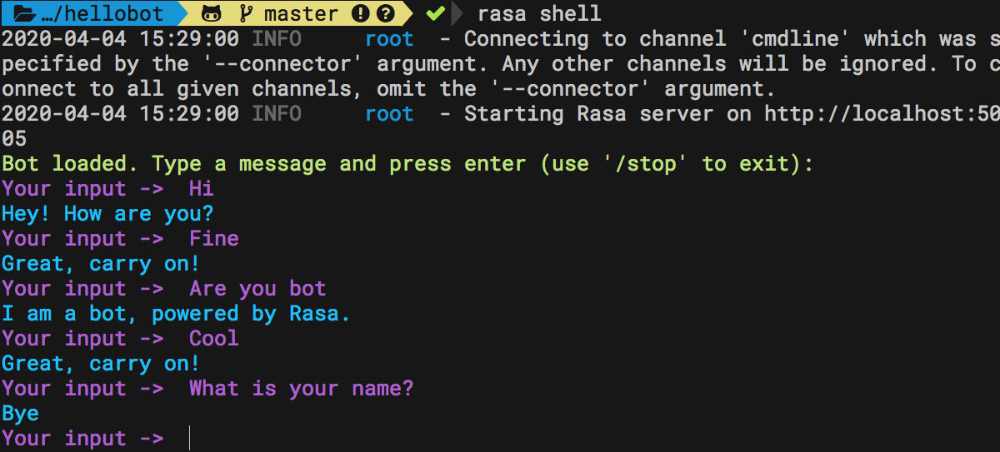 …/hellobot master ! ? ✔ rasa shell
2020-04-04 15:29:00 INFO     root  - Connecting to channel 'cmdline' which was s
pecified by the '--connector' argument. Any other channels will be ignored. To c
onnect to all given channels, omit the '--connector' argument.
2020-04-04 15:29:00 INFO     root  - Starting Rasa server on http://localhost:50
05
Bot loaded. Type a message and press enter (use '/stop' to exit):
Your input ->  Hi
Hey! How are you?
Your input ->  Fine
Great, carry on!
Your input ->  Are you bot
I am a bot, powered by Rasa.
Your input ->  Cool
Great, carry on!
Your input ->  What is your name?
Bye
Your input ->